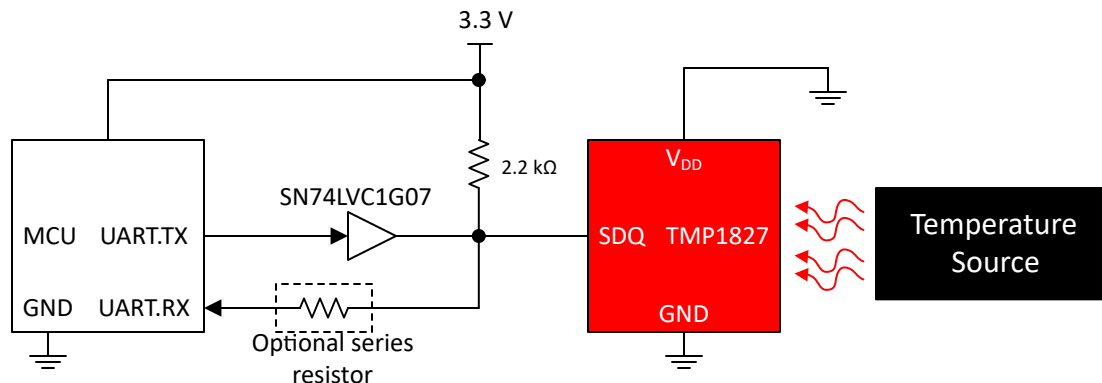 3.3 V
2.2 kΩ
SN74LVC1G07
MCU UART.TX
GND UART.RX
Optional series
resistor
VDD
SDQ TMP1827
GND
Temperature
Source